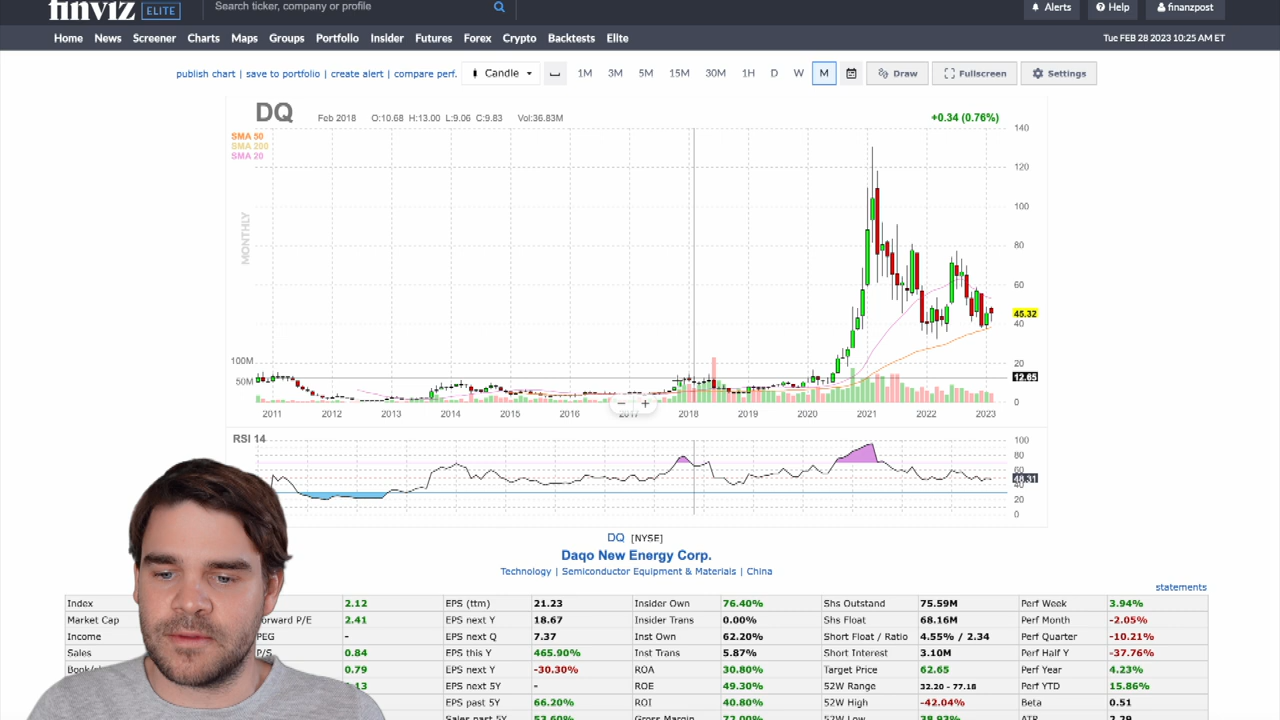 finviz ELITE Search ticker, company or profile Alerts Help finanzpost
Home News Screener Charts Maps Groups Portfolio Insider Futures Forex Crypto Backtests Elite Tue FEB 28 2023 10:25 AM ET
publish chart | save to portfolio | create alert | compare perf. Candle 1M 3M 5M 15M 30M 1H D W M Draw Fullscreen Settings
DQ Feb 2018 O:10.68 H:13.00 L:9.06 C:9.83 Vol:36.83M +0.34 (0.76%)
SMA 50
SMA 200
SMA 20
MONTHLY
140
120
100
80
60
45.32
40
20
12.65
0
100M
50M
2011 2012 2013 2014 2015 2016 2017 2018 2019 2020 2021 2022 2023
− +
RSI 14
100
80
60
48.31
40
20
0
DQ [NYSE]
Daqo New Energy Corp.
Technology | Semiconductor Equipment & Materials | China
statements
Index 2.12 EPS (ttm) 21.23 Insider Own 76.40% Shs Outstand 75.59M Perf Week 3.94%
Market Cap orward P/E 2.41 EPS next Y 18.67 Insider Trans 0.00% Shs Float 68.16M Perf Month -2.05%
Income PEG - EPS next Q 7.37 Inst Own 62.20% Short Float / Ratio 4.55% / 2.34 Perf Quarter -10.21%
Sales P/S 0.84 EPS this Y 465.90% Inst Trans 5.87% Short Interest 3.10M Perf Half Y -37.76%
Book/ 0.79 EPS next Y -30.30% ROA 30.80% Target Price 62.65 Perf Year 4.23%
.13 EPS next 5Y - ROE 49.30% 52W Range 32.20 - 77.18 Perf YTD 15.86%
EPS past 5Y 66.20% ROI 40.80% 52W High -42.04% Beta 0.51
Sales past 5Y 53.60% Gross Margin 72.00% 52W Low 38.93% ATR 2.29